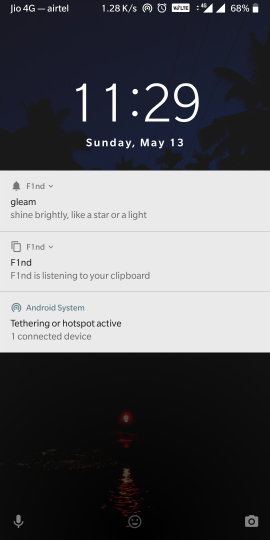 Jio 4G — airtel 1.28 K/s VoLTE 4G 68%
11:29
Sunday, May 13
F1nd
gleam
shine brightly, like a star or a light
F1nd
F1nd
F1nd is listening to your clipboard
Android System
Tethering or hotspot active
1 connected device